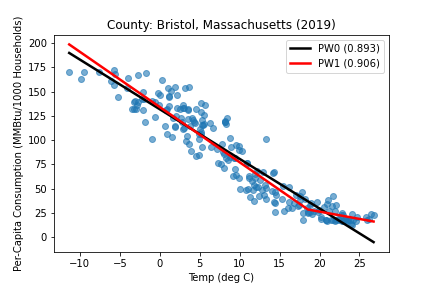 County: Bristol, Massachusetts (2019)
Per-Capita Consumption (MMBtu/1000 Households)
200
175
150
125
100
75
50
25
0
PW0 (0.893)
PW1 (0.906)
−10 −5 0 5 10 15 20 25
Temp (deg C)